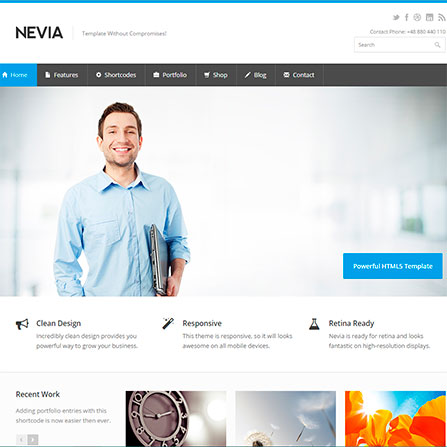 NEVIA
Template Without Compromises!
Contact Phone: +48 880 440 110
Search
Home Features Shortcodes Portfolio Shop Blog Contact
Powerful HTML5 Template
Clean Design
Incredibly clean design provides you
powerful way to grow your business.
Responsive
This theme is responsive, so it will looks
awesome on all mobile devices.
Retina Ready
Nevia is ready for retina and looks
fantastic on high-resolution displays.
Recent Work
Adding portfolio entries with this
shortcode is now easier then ever.